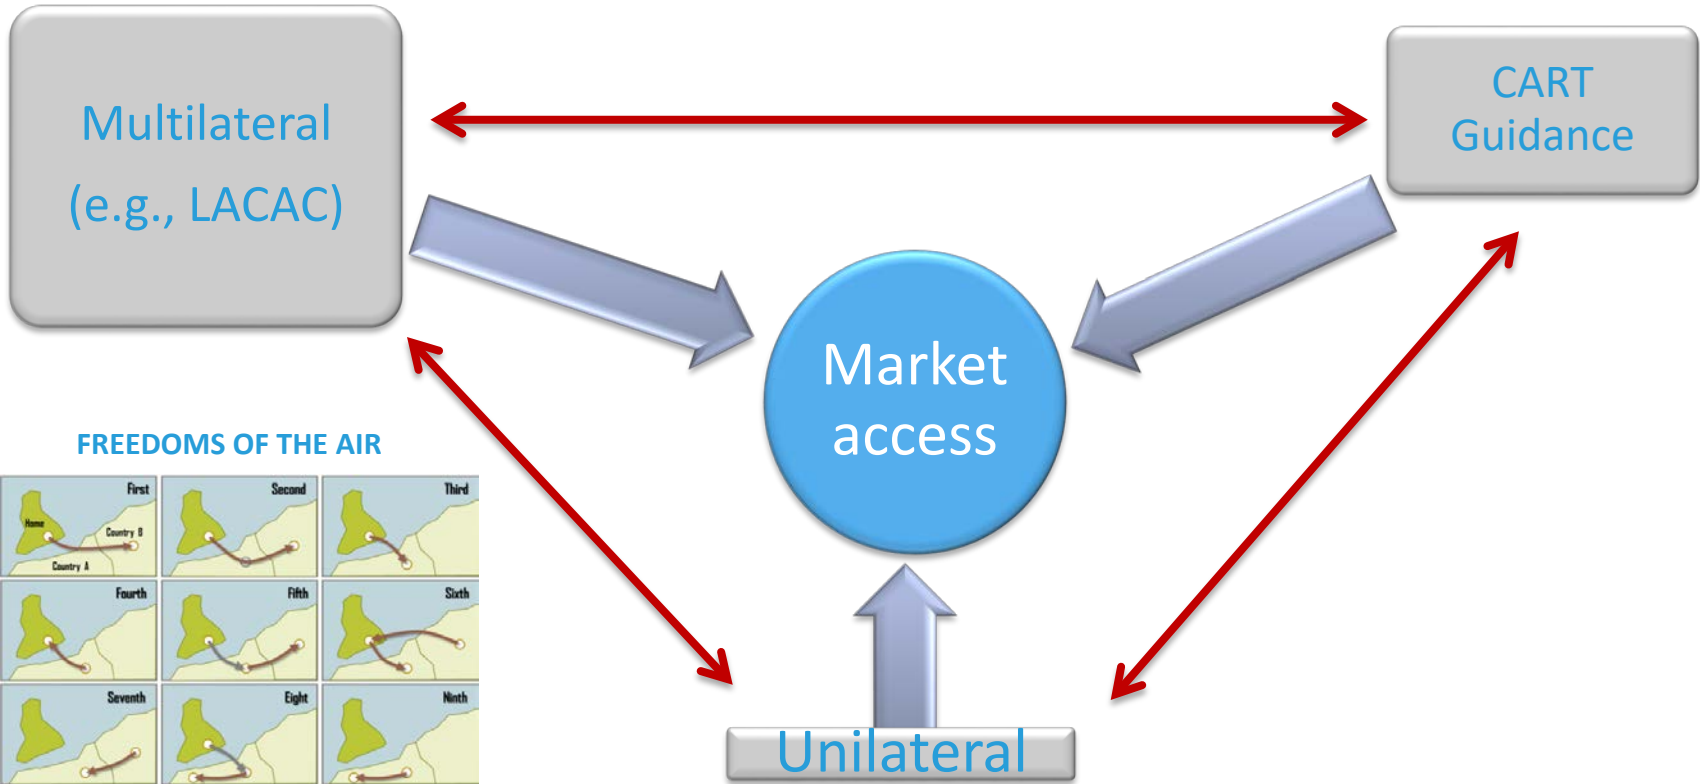 Multilateral
(e.g., LACAC)
CART
Guidance
Market
access
FREEDOMS OF THE AIR
First
Home
Country B
Country A
Second
Third
Fourth
Fifth
Sixth
Seventh
Eight
Ninth
Unilateral